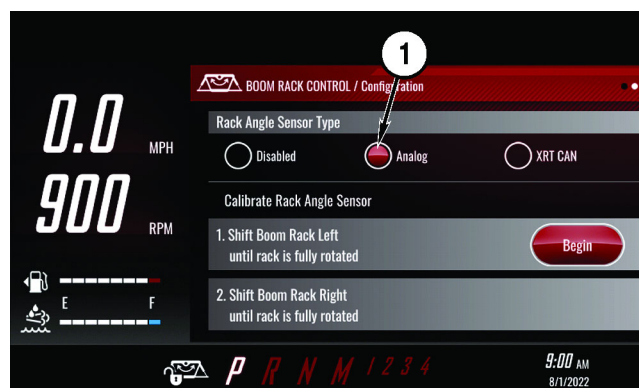 1
BOOM RACK CONTROL / Configuration
0.0 MPH
900 RPM
E F
Rack Angle Sensor Type
Disabled Analog XRT CAN
Calibrate Rack Angle Sensor
1. Shift Boom Rack Left
until rack is fully rotated
Begin
2. Shift Boom Rack Right
until rack is fully rotated
P R N M 1 2 3 4
9:00 AM
8/1/2022